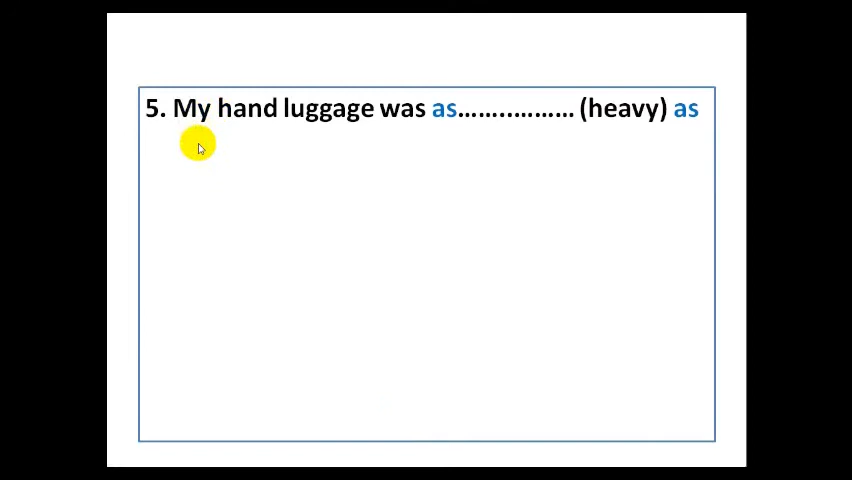 5. My hand luggage was as……..……… (heavy) as